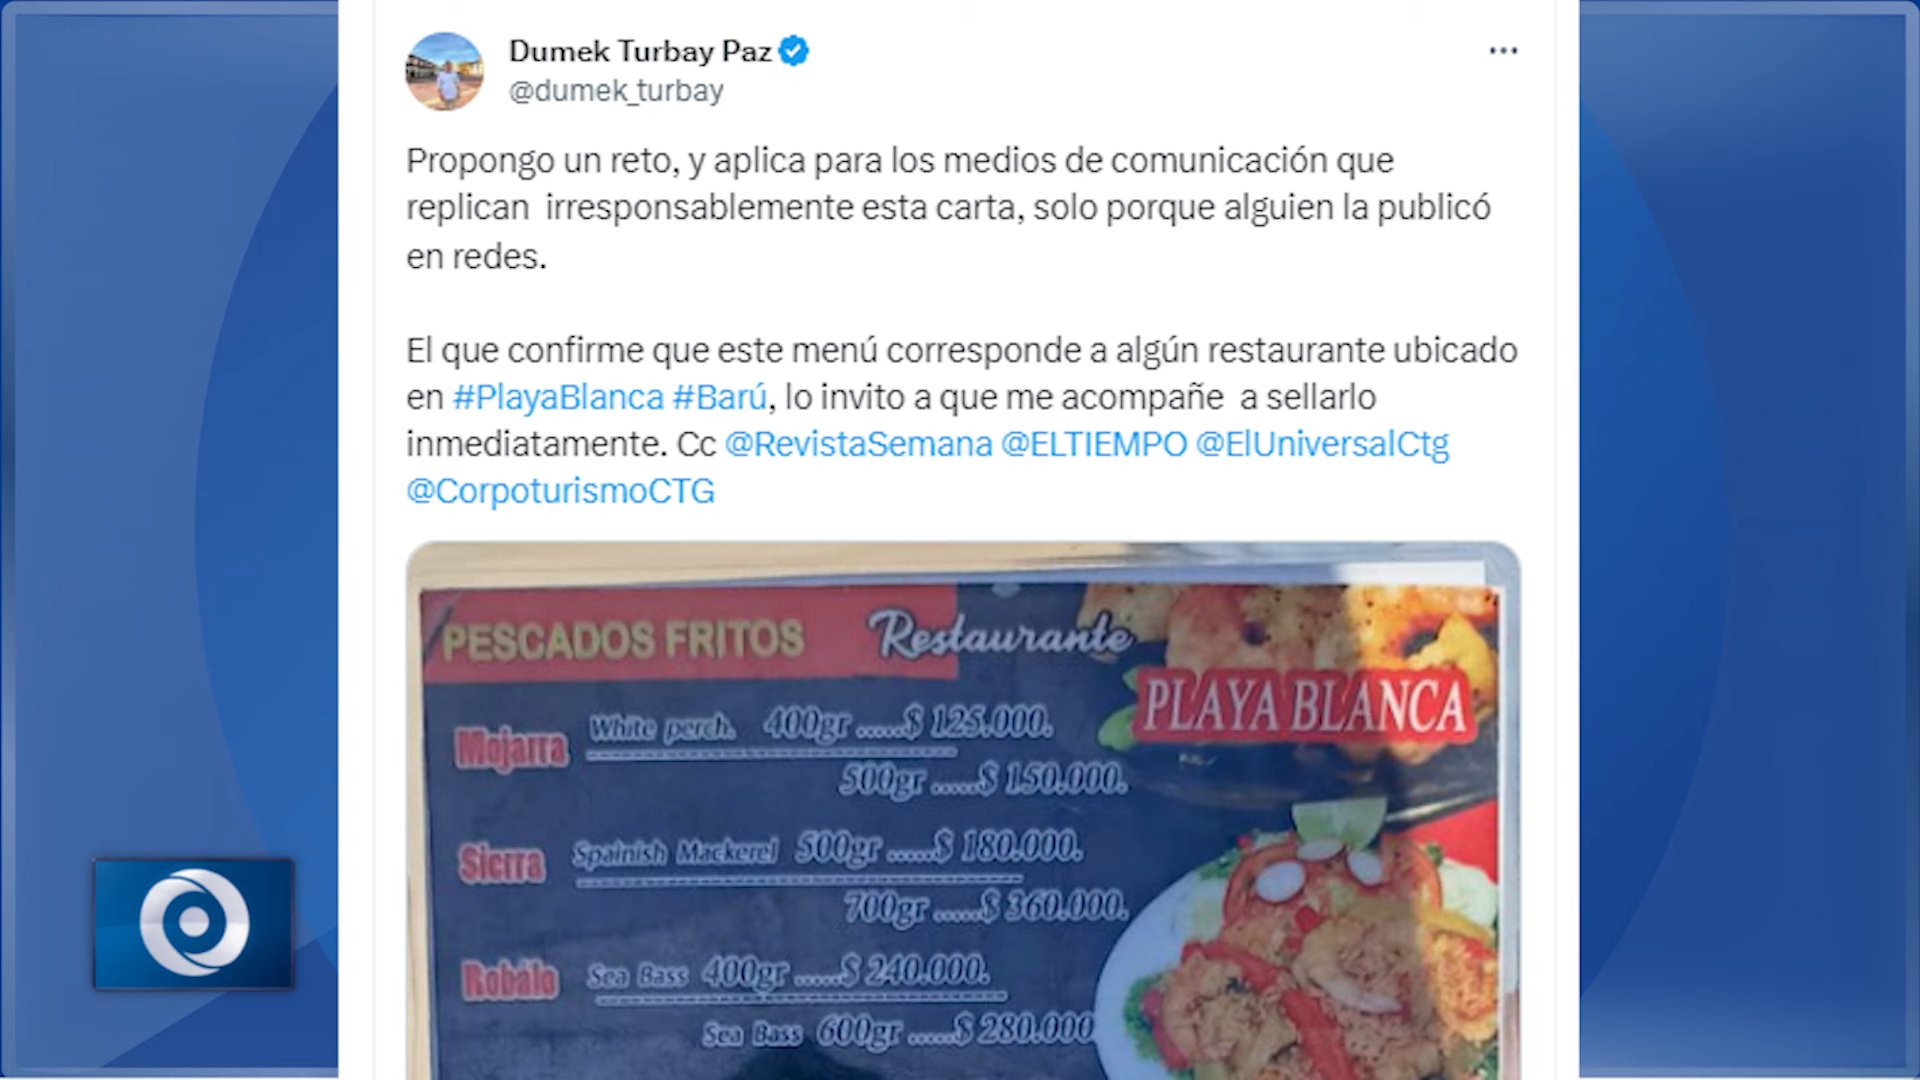 Dumek Turbay Paz
@dumek_turbay
Propongo un reto, y aplica para los medios de comunicación que
replican irresponsablemente esta carta, solo porque alguien la publicó
en redes.
El que confirme que este menú corresponde a algún restaurante ubicado
en #PlayaBlanca #Barú, lo invito a que me acompañe a sellarlo
inmediatamente. Cc @RevistaSemana @ELTIEMPO @ElUniversalCtg
@CorpoturismoCTG
PESCADOS FRITOS Restaurante
PLAYA BLANCA
Mojarra White perch. 400gr ......$ 125.000.
500gr ......$ 150.000.
Sierra Spainish Mackerel 500gr ......$ 180.000.
700gr ......$ 360.000.
Robálo Sea Bass 400gr ......$ 240.000.
Sea Bass 600gr ......$ 280.000